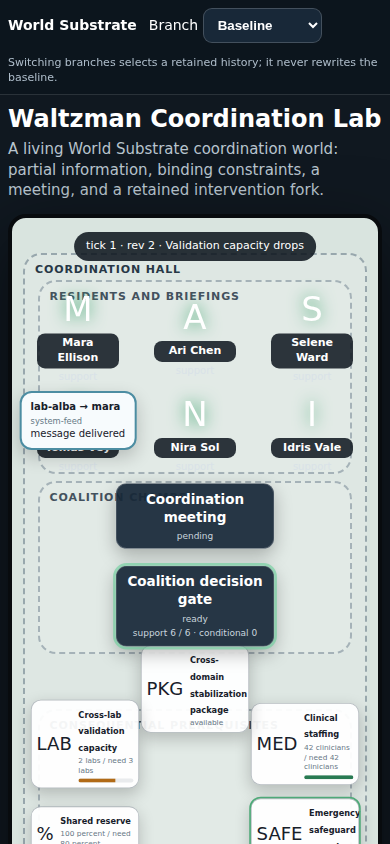 World Substrate Branch Baseline
Switching branches selects a retained history; it never rewrites the
baseline.
Waltzman Coordination Lab
A living World Substrate coordination world:
partial information, binding constraints, a
meeting, and a retained intervention fork.
tick 1 · rev 2 · Validation capacity drops
COORDINATION HALL
RESIDENTS AND BRIEFINGS
M A S
Mara
Ellison
Ari Chen
Selene
Ward
lab-alba → mara
system-feed
message delivered
N I
Nira Sol
Idris Vale
COALITION
Coordination
meeting
pending
Coalition decision
gate
ready
support 6 / 6 · conditional 0
PKG
Cross-
domain
stabilization
package
available
LAB
Cross-lab
validation
capacity
2 labs / need 3
labs
MED
Clinical
staffing
42 clinicians
/ need 42
clinicians
%
Shared reserve
100 percent / need
80 percent
SAFE
Emergency
safeguard